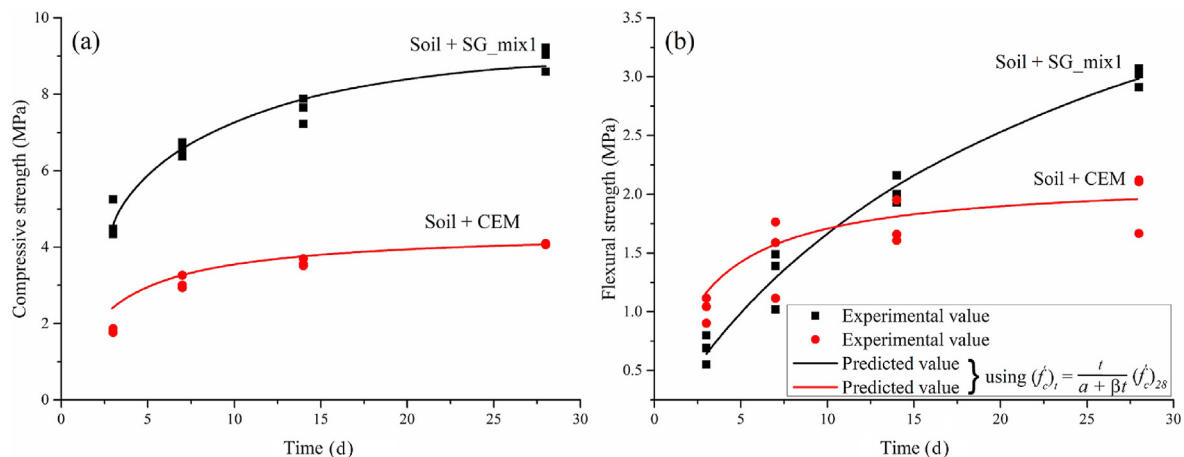 (a)
Soil + SG_mix1
Soil + CEM
Compressive strength (MPa)
10
8
6
4
2
0
0 5 10 15 20 25 30
Time (d)
(b)
Soil + SG_mix1
Soil + CEM
Flexural strength (MPa)
3.5
3.0
2.5
2.0
1.5
1.0
0.5
Experimental value
Experimental value
Predicted value
Predicted value
} using (f'c)t = t / (a + βt) (f'c)28
0 5 10 15 20 25 30
Time (d)